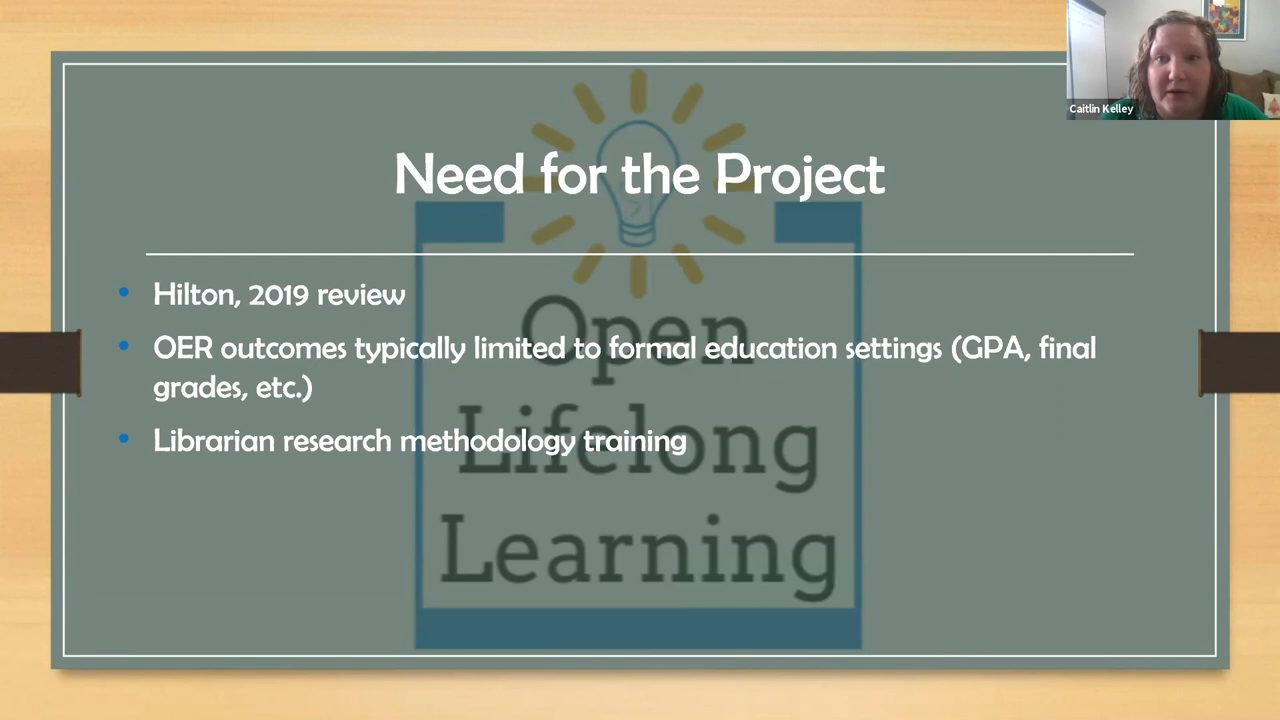 Caitlin Kelley
Need for the Project
• Hilton, 2019 review
• OER outcomes typically limited to formal education settings (GPA, final
grades, etc.)
• Librarian research methodology training
Open
Lifelong
Learning